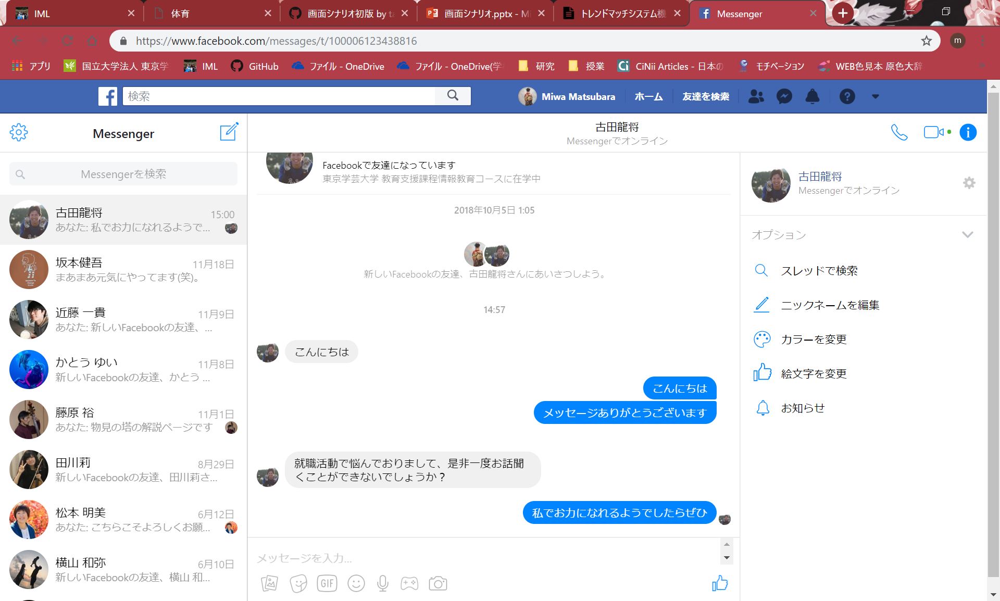 IML
体育
画面シナリオ初版 by ta
画面シナリオ.pptx - Mi
トレンドマッチシステム機
Messenger
https://www.facebook.com/messages/t/100006123438816
m
アプリ
国立大学法人 東京学
IML
GitHub
ファイル - OneDrive
ファイル - OneDrive(学
研究
授業
CiNii Articles - 日本の
モチベーション
WEB色見本 原色大辞
検索
Miwa Matsubara
ホーム
友達を検索
Messenger
Messengerを検索
古田龍将
15:00
あなた: 私でお力になれるようで...
坂本健吾
11月18日
まあまあ元気にやってます(笑)。
近藤 一貴
11月9日
あなた: 新しいFacebookの友達、...
かとう ゆい
11月8日
新しいFacebookの友達、かとう ...
藤原 裕
11月1日
あなた: 物見の塔の解説ページです
田川莉
8月29日
新しいFacebookの友達、田川莉さ...
松本 明美
6月12日
あなた: こちらこそよろしくお願...
横山 和弥
6月10日
新しいFacebookの友達、横山 和...
古田龍将
Messengerでオンライン
Facebookで友達になっています
東京学芸大学 教育支援課程情報教育コースに在学中
2018年10月5日 1:05
新しいFacebookの友達、古田龍将さんにあいさつしよう。
14:57
こんにちは
こんにちは
メッセージありがとうございます
就職活動で悩んでおりまして、是非一度お話聞
くことができないでしょうか？
私でお力になれるようでしたらぜひ
メッセージを入力...
GIF
古田龍将
Messengerでオンライン
オプション
スレッドで検索
ニックネームを編集
カラーを変更
絵文字を変更
お知らせ